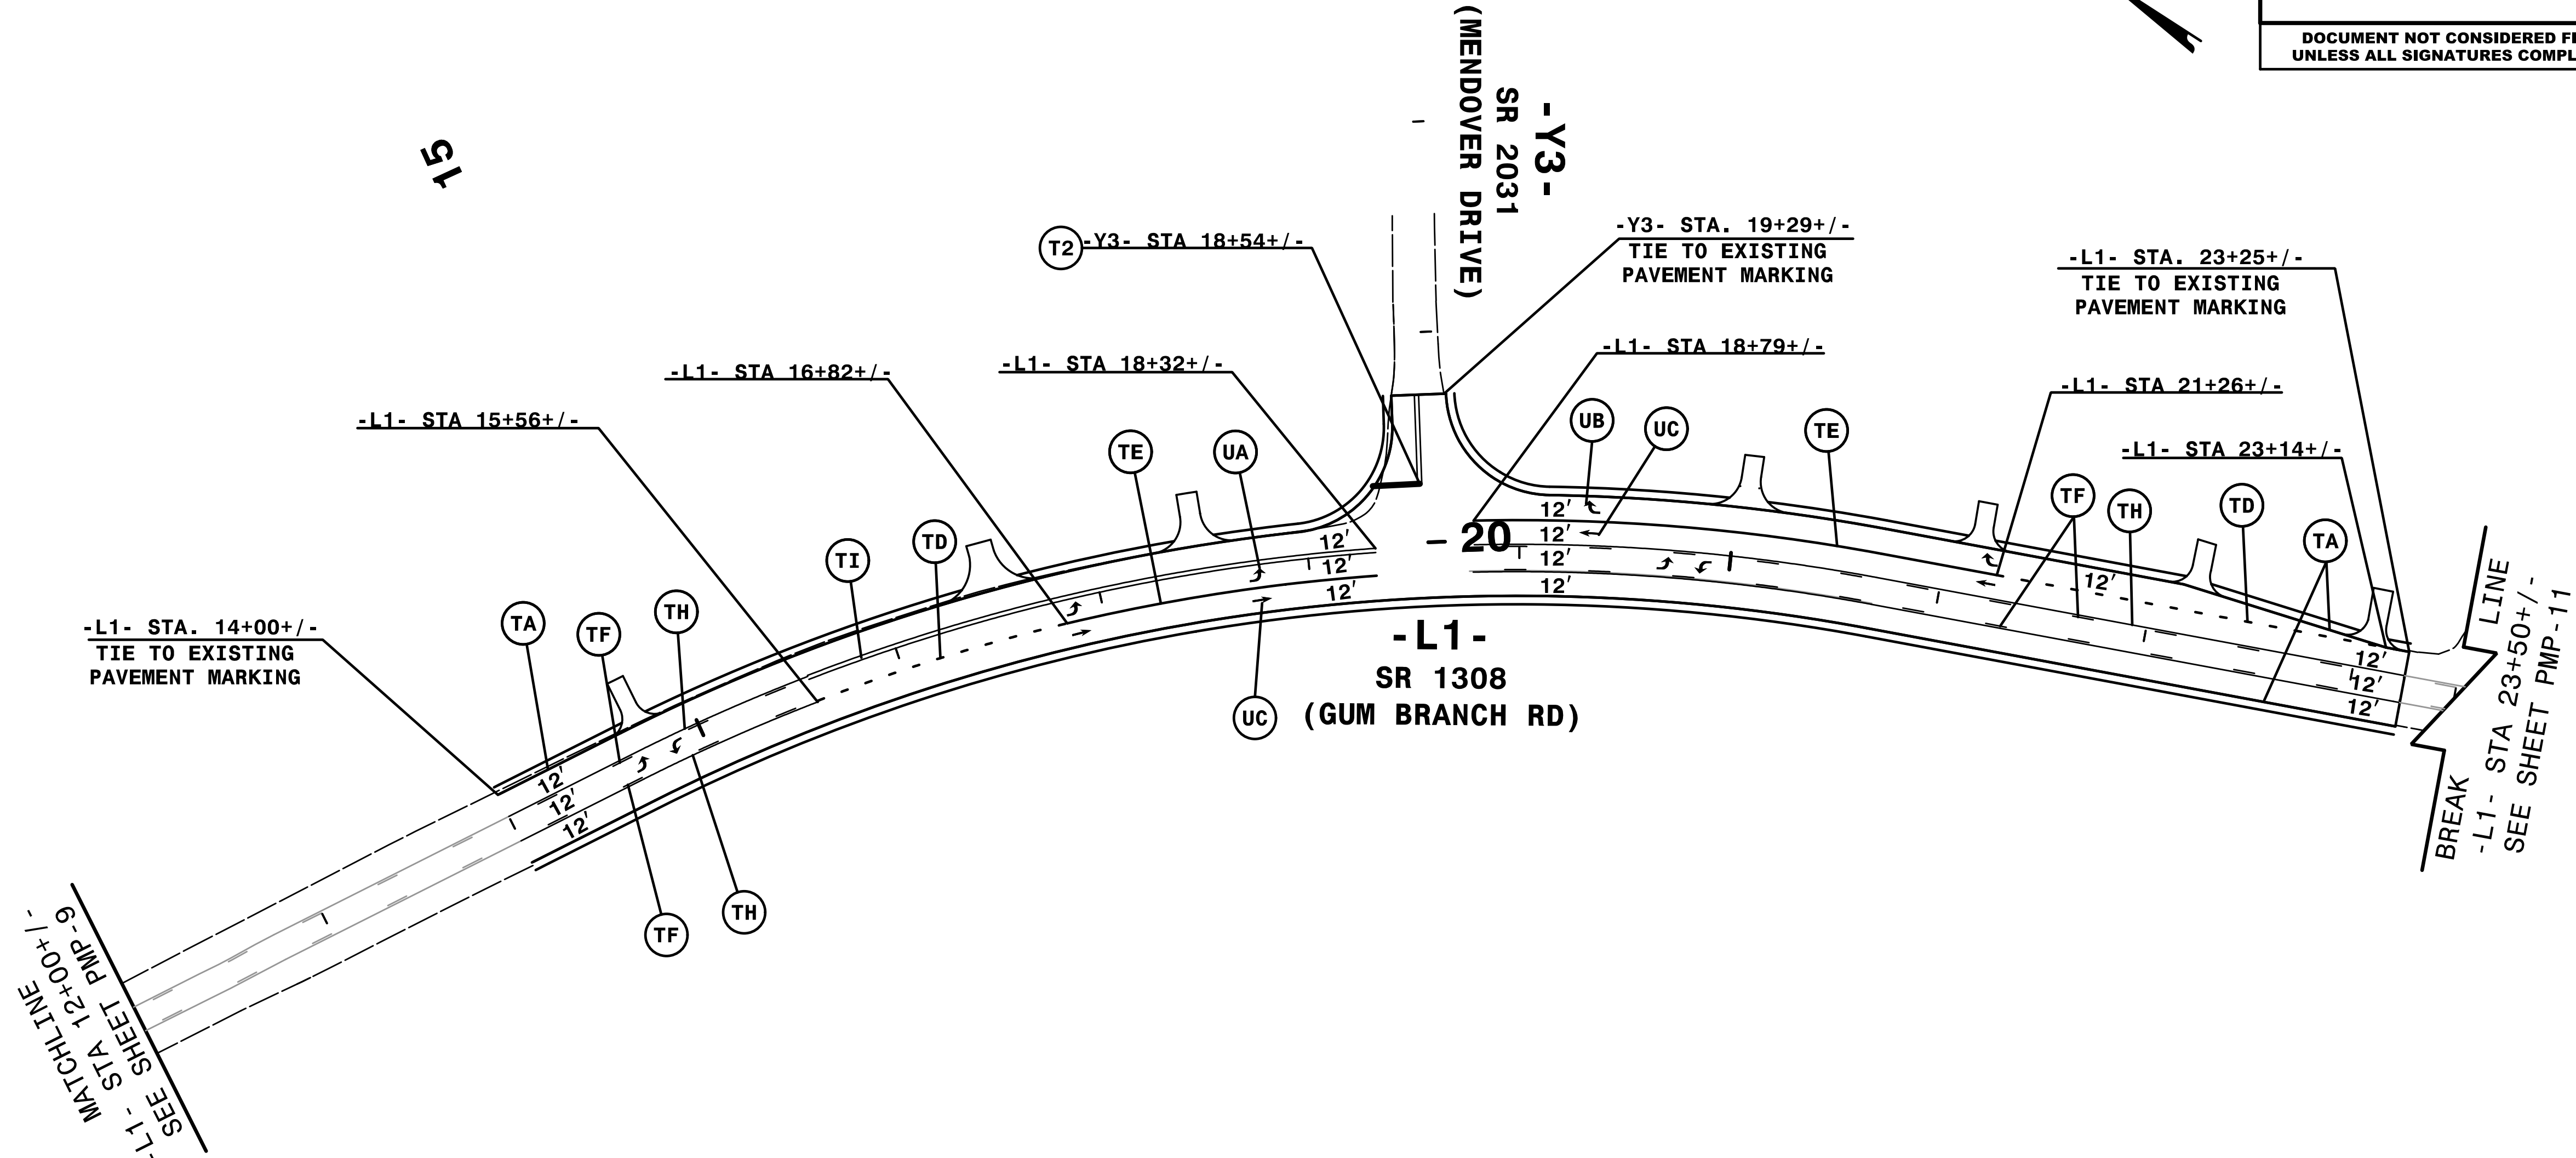 DOCUMENT NOT CONSIDERED
UNLESS ALL SIGNATURES
15
(MENDOVER DRIVE)
SR 2031
-Y3-
T2
-Y3- STA 18+54+/-
-Y3- STA. 19+29+/-
TIE TO EXISTING
PAVEMENT MARKING
-L1- STA. 23+25+/-
TIE TO EXISTING
PAVEMENT MARKING
-L1- STA 15+56+/-
-L1- STA 16+82+/-
-L1- STA 18+32+/-
-L1- STA 18+79+/-
-L1- STA 21+26+/-
-L1- STA 23+14+/-
TE
UA
UB
UC
TE
TF
TH
TD
TA
-L1- STA. 14+00+/-
TIE TO EXISTING
PAVEMENT MARKING
TA
TF
TH
TI
TD
12'
12'
12'
12'
12'
12'
20
12'
12'
12'
12'
12'
12'
12'
12'
TF
TH
UC
-L1-
SR 1308
(GUM BRANCH RD)
MATCHLINE
-L1- STA 12+00+/-
SEE SHEET PMP-9
BREAK LINE
-L1- STA 23+50+/-
SEE SHEET PMP-11